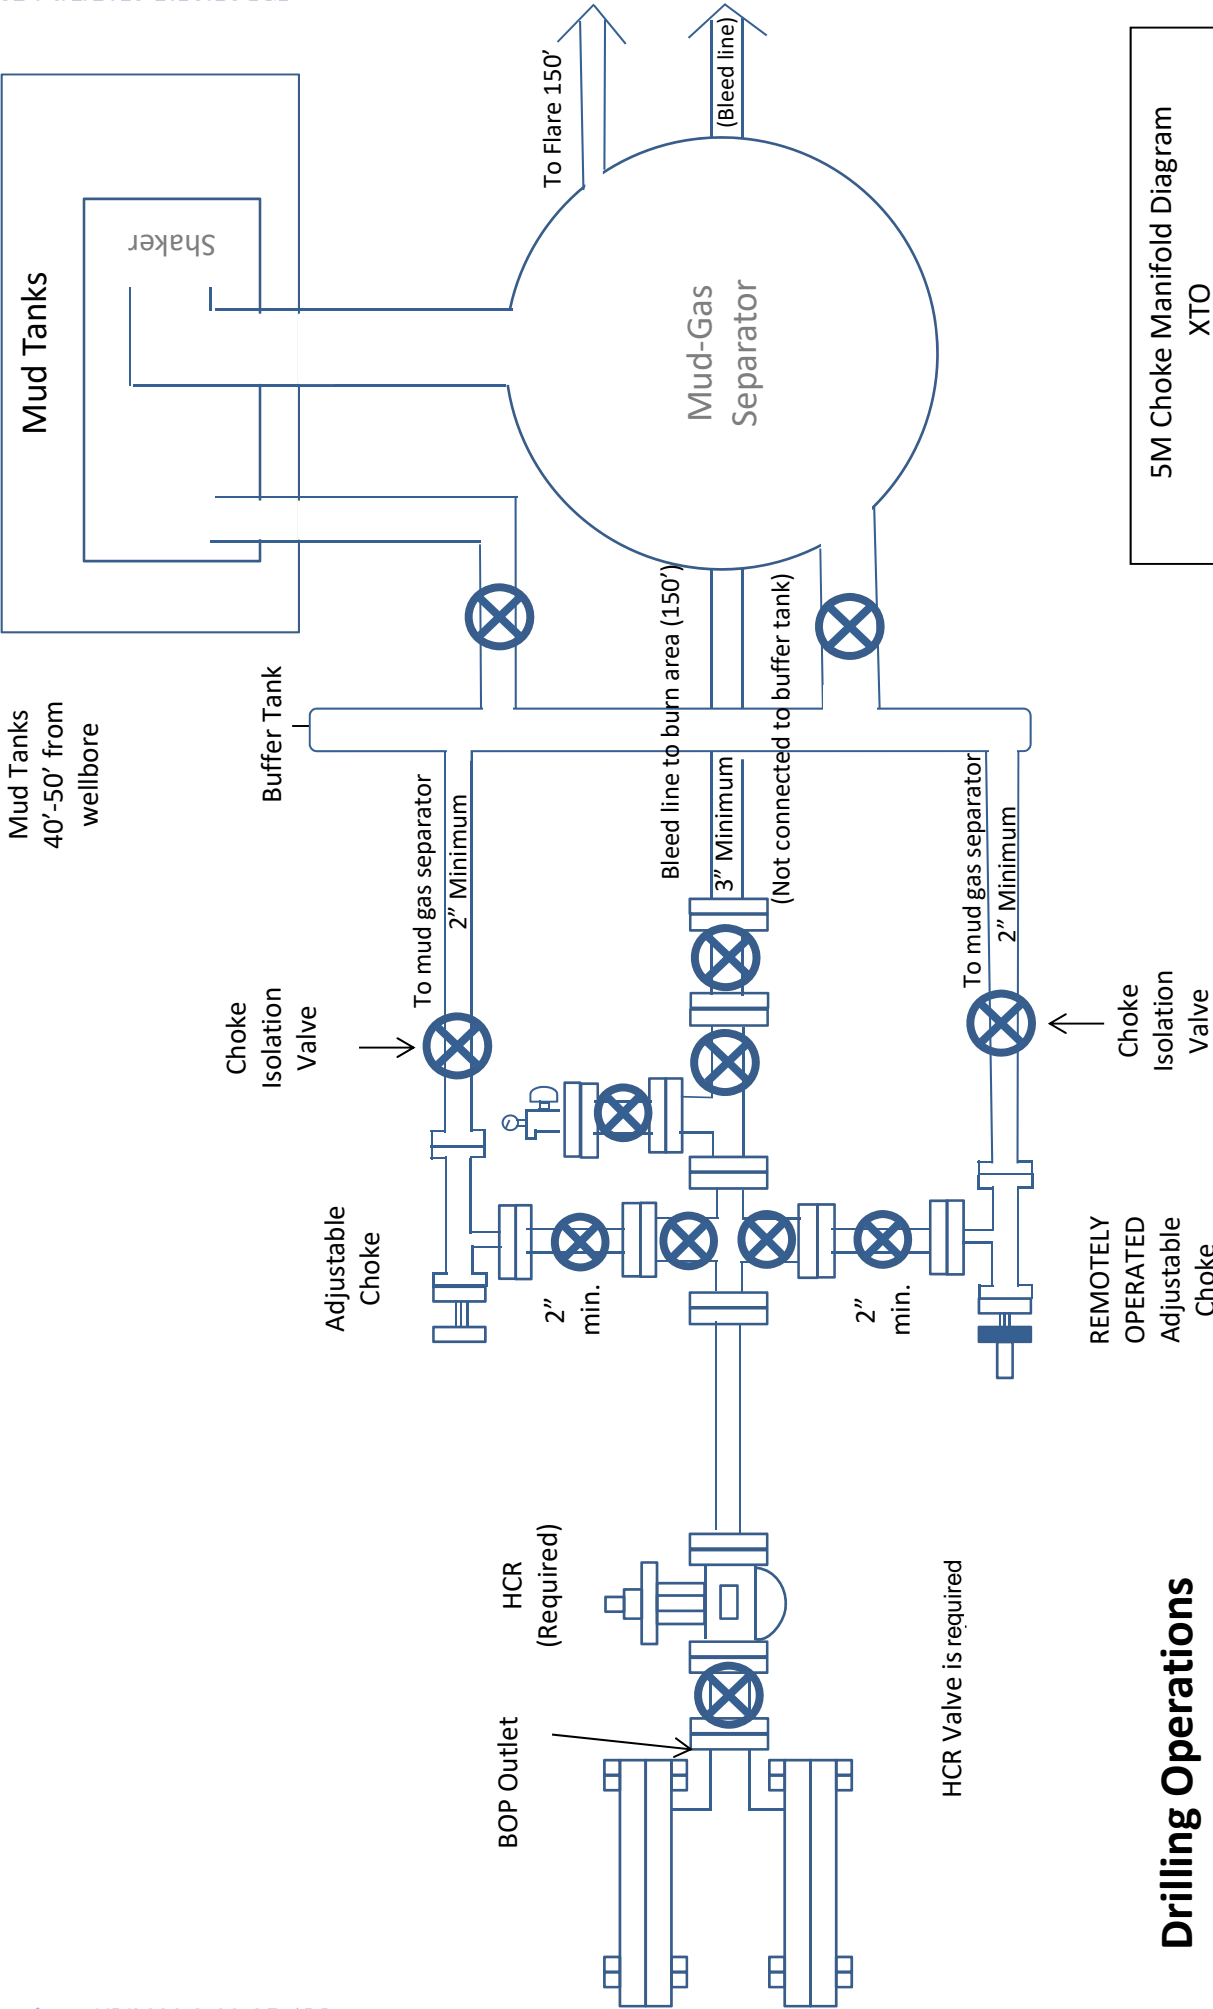 Mud Tanks
40’-50’ from
wellbore
Mud Tanks
Shaker
Buffer Tank
Choke
Isolation
Valve
Adjustable
Choke
To mud gas separator
2” Minimum
To Flare 150’
(Bleed line)
Mud-Gas
Separator
HCR
(Required)
BOP Outlet
2”
min.
Bleed line to burn area (150’)
3” Minimum
(Not connected to buffer tank)
2”
min.
To mud gas separator
2” Minimum
HCR Valve is required
REMOTELY
OPERATED
Adjustable
Choke
Choke
Isolation
Valve
Drilling Operations
5M Choke Manifold Diagram
XTO